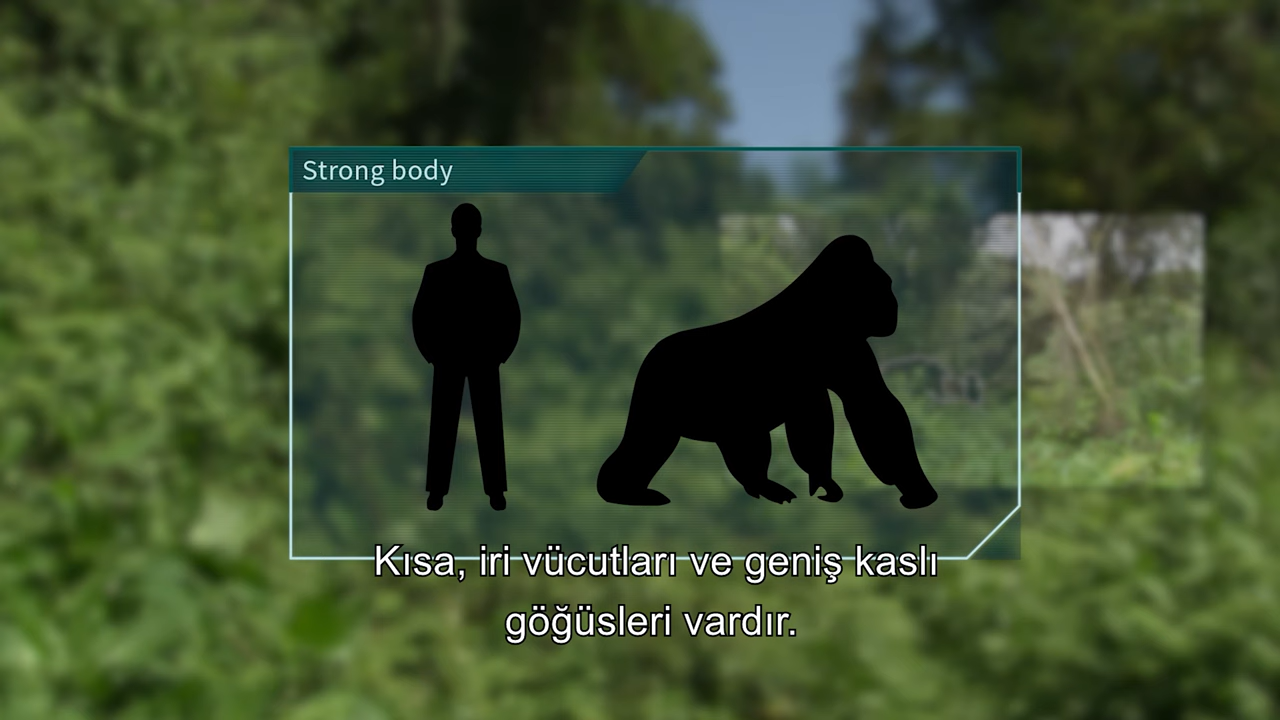 Strong body
Kısa, iri vücutları ve geniş kaslı
göğüsleri vardır.